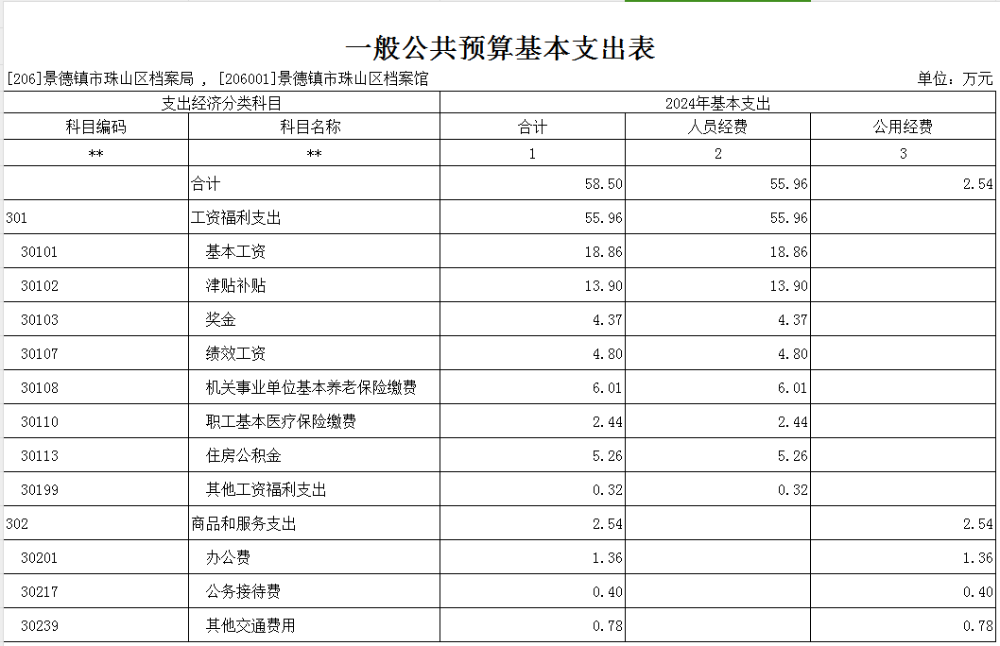 一般公共预算基本支出表
[206]景德镇市珠山区档案局 , [206001]景德镇市珠山区档案馆 单位：万元
支出经济分类科目 2024年基本支出
科目编码 科目名称 合计 人员经费 公用经费
** ** 1 2 3
合计 58.50 55.96 2.54
301 工资福利支出 55.96 55.96
30101 基本工资 18.86 18.86
30102 津贴补贴 13.90 13.90
30103 奖金 4.37 4.37
30107 绩效工资 4.80 4.80
30108 机关事业单位基本养老保险缴费 6.01 6.01
30110 职工基本医疗保险缴费 2.44 2.44
30113 住房公积金 5.26 5.26
30199 其他工资福利支出 0.32 0.32
302 商品和服务支出 2.54 2.54
30201 办公费 1.36 1.36
30217 公务接待费 0.40 0.40
30239 其他交通费用 0.78 0.78